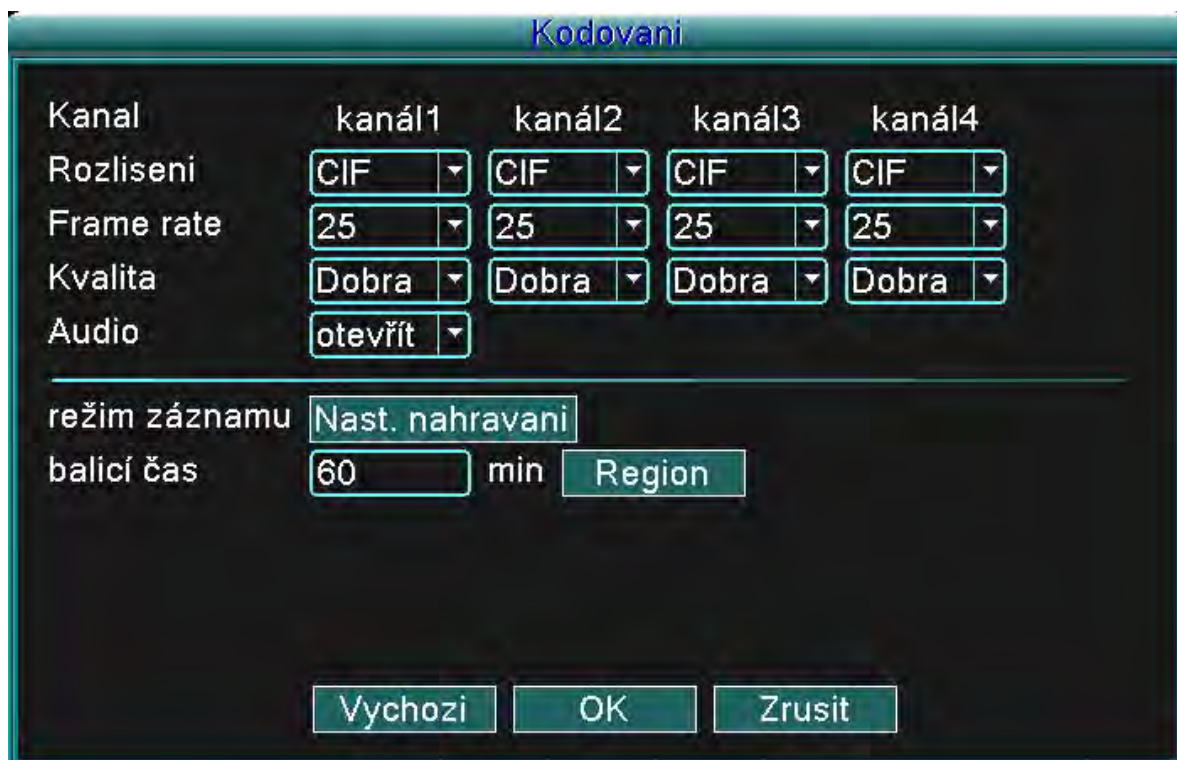 Kodovani
Kanal kanál1 kanál2 kanál3 kanál4
Rozliseni CIF CIF CIF CIF
Frame rate 25 25 25 25
Kvalita Dobra Dobra Dobra Dobra
Audio otevřít
režim záznamu Nast. nahravani
balicí čas 60 min Region
Vychozi OK Zrusit